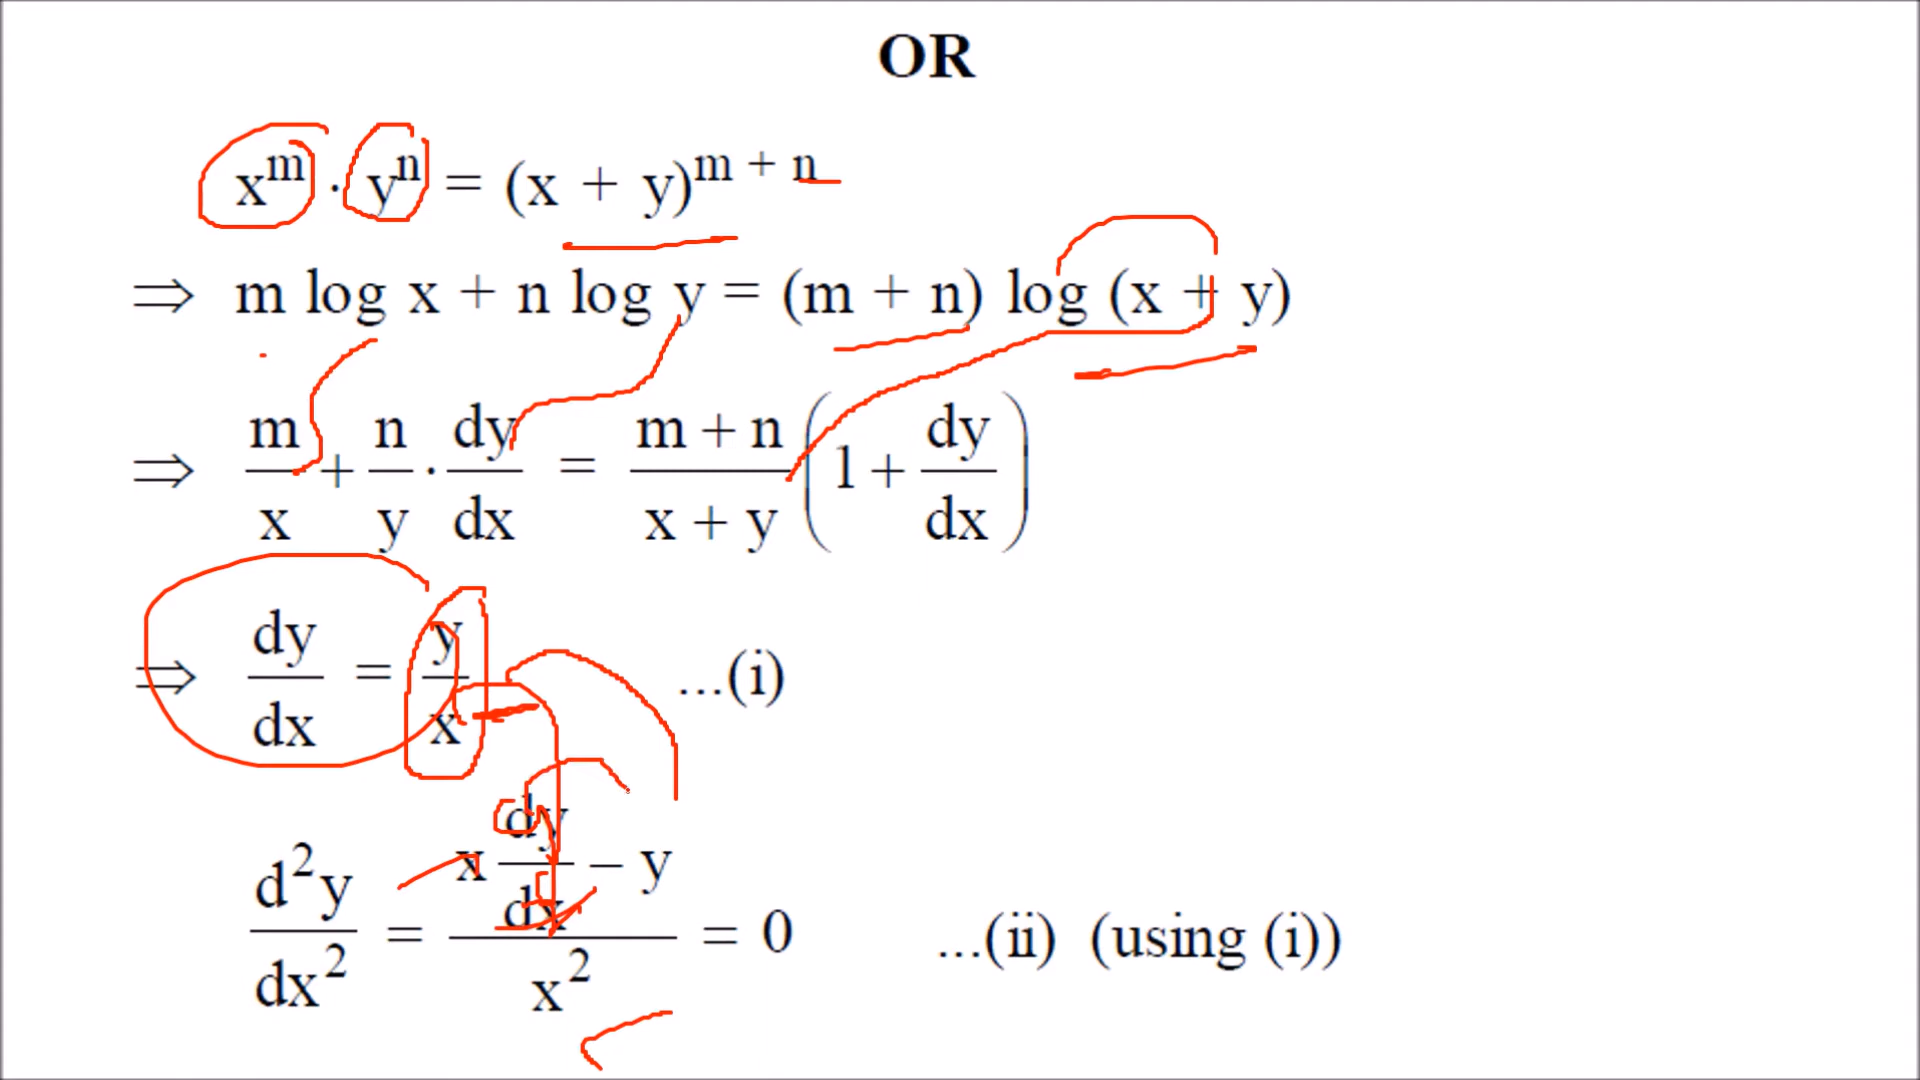 OR
x^m · y^n = (x + y)^(m + n)
⇒ m log x + n log y = (m + n) log (x + y)
⇒ m/x + n/y · dy/dx = (m + n)/(x + y) (1 + dy/dx)
⇒ dy/dx = y/x ...(i)
d²y/dx² = (x dy/dx – y)/x² = 0 ...(ii) (using (i))